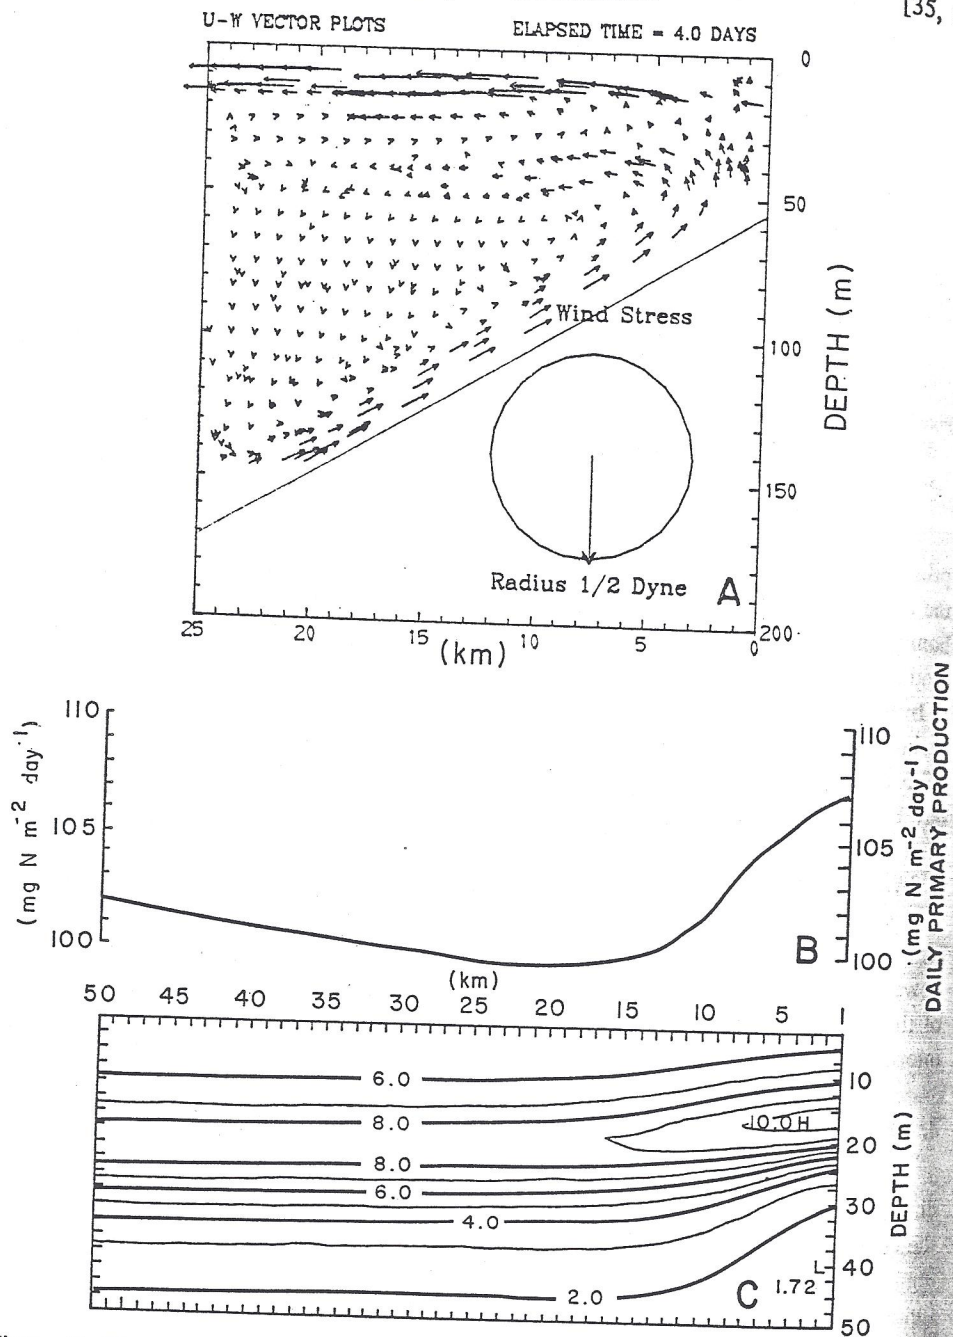 [35,
U-W VECTOR PLOTS ELAPSED TIME = 4.0 DAYS
0
50
Wind Stress
100
DEPTH (m)
150
Radius 1/2 Dyne A
200
25 20 15 10 5 0
(km)
110 110
(mg N m-2 day-1)
105 105
100 B 100
(mg N m-2 day-1)
DAILY PRIMARY PRODUCTION
(km)
50 45 40 35 30 25 20 15 10 5 1
6.0 10
8.0 10.0H
8.0 20
6.0
4.0 30
DEPTH (m)
L 40
2.0 C 1.72
50